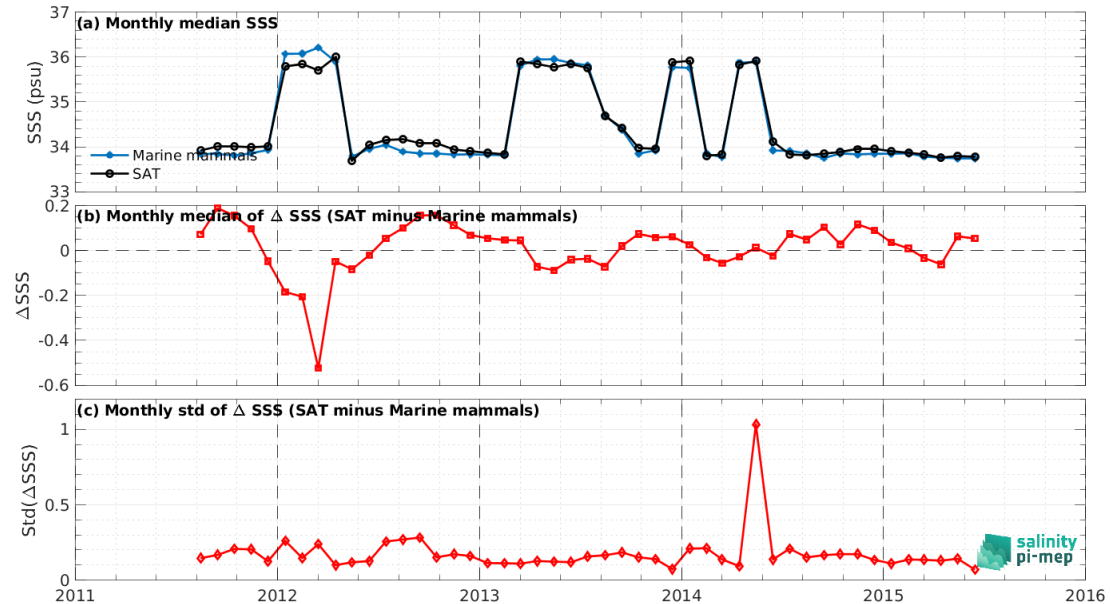 (a) Monthly median SSS
SSS (psu)
37
36
35
34
33
Marine mammals
SAT
(b) Monthly median of Δ SSS (SAT minus Marine mammals)
ΔSSS
0.2
0
-0.2
-0.4
-0.6
(c) Monthly std of Δ SSS (SAT minus Marine mammals)
Std(ΔSSS)
1
0.5
0
salinity
pi-mep
2011 2012 2013 2014 2015 2016